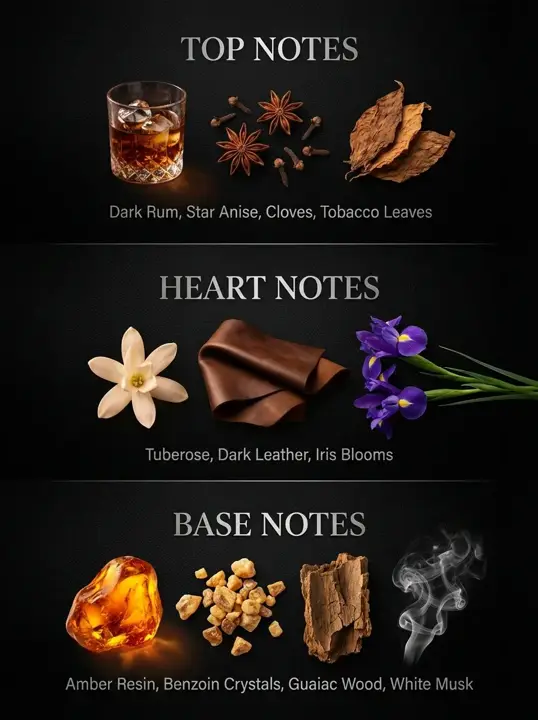 TOP NOTES
Dark Rum, Star Anise, Cloves, Tobacco Leaves
HEART NOTES
Tuberose, Dark Leather, Iris Blooms
BASE NOTES
Amber Resin, Benzoin Crystals, Guaiac Wood, White Musk